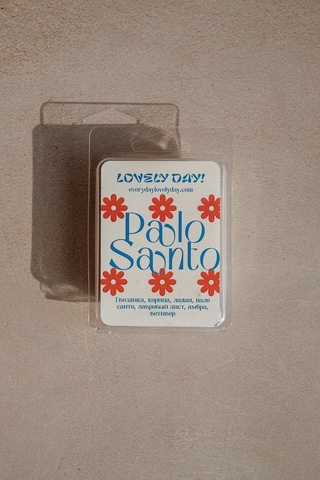 LOVELY DAY!
everydaylovelyday.com
Palo
Santo
Гвоздика, корица, ладан, пало
санто, лавровый лист, амбра,
ветивер